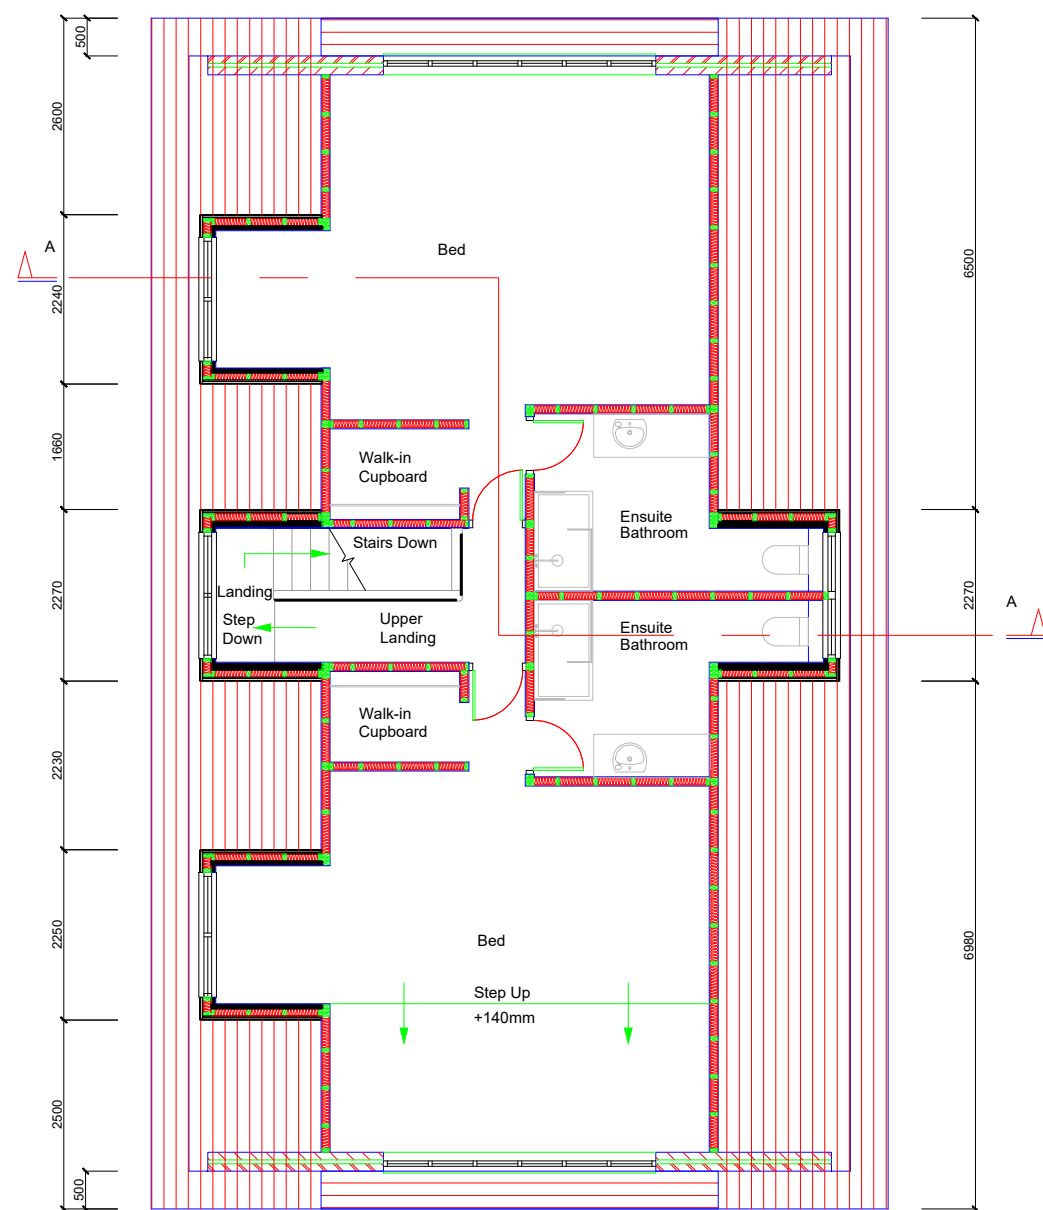 500
2600
A
Bed
2240
6500
1660
Walk-in
Cupboard
Ensuite
Bathroom
Stairs Down
Landing
Step
Down
Upper
Landing
2270
2270
A
Ensuite
Bathroom
Walk-in
Cupboard
2230
2250
Bed
6980
Step Up
+140mm
2500
500